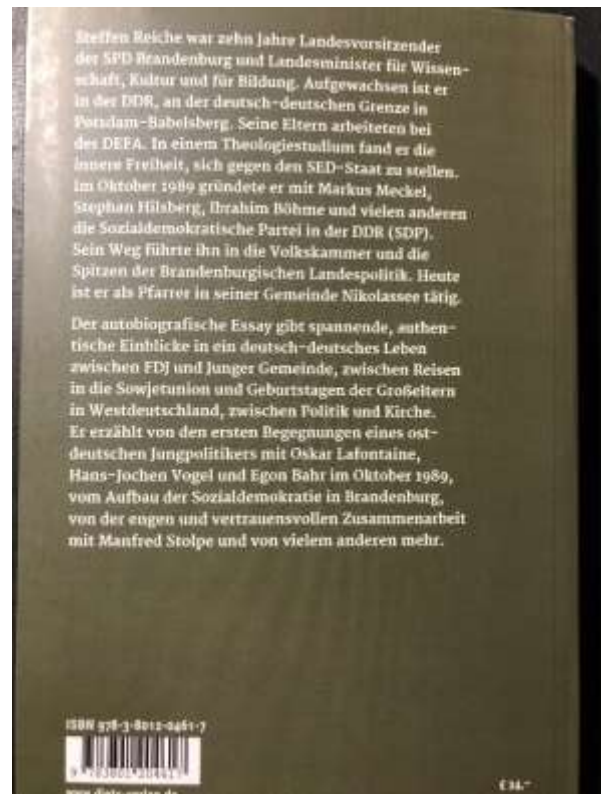 Steffen Reiche war zehn Jahre Landesvorsitzender
der SPD Brandenburg und Landesminister für Wissen-
schaft, Kultur und für Bildung. Aufgewachsen ist er
in der DDR, an der deutsch-deutschen Grenze in
Potsdam-Babelsberg. Seine Eltern arbeiteten bei
der DEFA. In einem Theologiestudium fand er die
innere Freiheit, sich gegen den SED-Staat zu stellen.
Im Oktober 1989 gründete er mit Markus Meckel,
Stephan Hilsberg, Ibrahim Böhme und vielen anderen
die Sozialdemokratische Partei in der DDR (SDP).
Sein Weg führte ihn in die Volkskammer und die
Spitzen der Brandenburgischen Landespolitik. Heute
ist er als Pfarrer in seiner Gemeinde Nikolassee tätig.
Der autobiografische Essay gibt spannende, authen-
tische Einblicke in ein deutsch-deutsches Leben
zwischen FDJ und Junger Gemeinde, zwischen Reisen
in die Sowjetunion und Geburtstagen der Großeltern
in Westdeutschland, zwischen Politik und Kirche.
Er erzählt von den ersten Begegnungen eines ost-
deutschen Jungpolitikers mit Oskar Lafontaine,
Hans-Jochen Vogel und Egon Bahr im Oktober 1989,
vom Aufbau der Sozialdemokratie in Brandenburg,
von der engen und vertrauensvollen Zusammenarbeit
mit Manfred Stolpe und von vielem anderen mehr.
ISBN 978-3-8012-0461-7
9 783801 204617